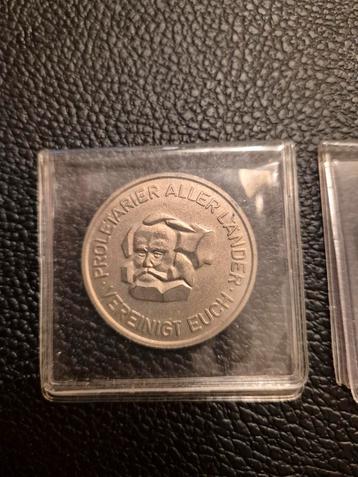 PROLETARIER ALLER LÄNDER
· VEREINIGT EUCH ·